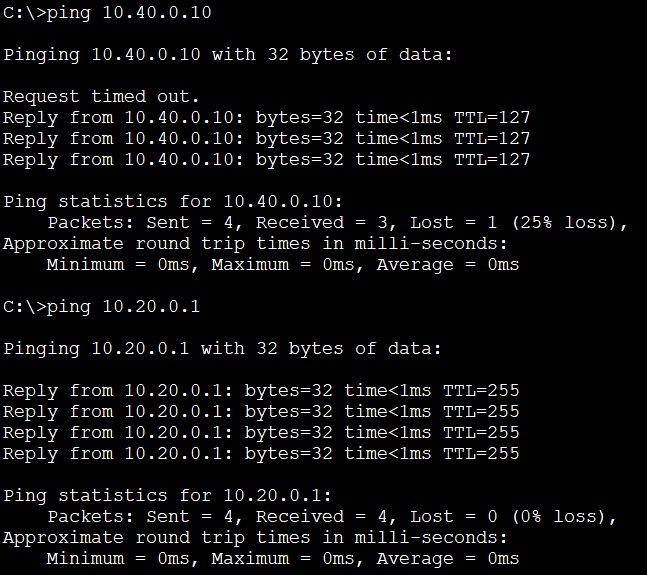 C:\>ping 10.40.0.10
Pinging 10.40.0.10 with 32 bytes of data:
Request timed out.
Reply from 10.40.0.10: bytes=32 time<1ms TTL=127
Reply from 10.40.0.10: bytes=32 time<1ms TTL=127
Reply from 10.40.0.10: bytes=32 time<1ms TTL=127
Ping statistics for 10.40.0.10:
    Packets: Sent = 4, Received = 3, Lost = 1 (25% loss),
Approximate round trip times in milli-seconds:
    Minimum = 0ms, Maximum = 0ms, Average = 0ms
C:\>ping 10.20.0.1
Pinging 10.20.0.1 with 32 bytes of data:
Reply from 10.20.0.1: bytes=32 time<1ms TTL=255
Reply from 10.20.0.1: bytes=32 time<1ms TTL=255
Reply from 10.20.0.1: bytes=32 time<1ms TTL=255
Reply from 10.20.0.1: bytes=32 time<1ms TTL=255
Ping statistics for 10.20.0.1:
    Packets: Sent = 4, Received = 4, Lost = 0 (0% loss),
Approximate round trip times in milli-seconds:
    Minimum = 0ms, Maximum = 0ms, Average = 0ms